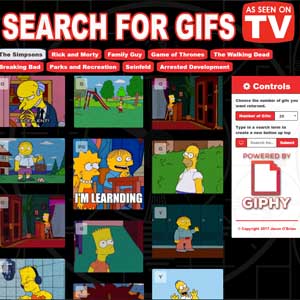 SEARCH FOR GIFS
AS SEEN ON
TV
The Simpsons
Rick and Morty
Family Guy
Game of Thrones
The Walking Dead
Breaking Bad
Parks and Recreation
Seinfeld
Arrested Development
Controls
Choose the number of gifs you
want returned.
Number of Gifs:
Type in a search term to
create a new button up top
Submit
POWERED BY
GIPHY
I'M LEARNDING
© Copyright 2017 Jason O'Brien